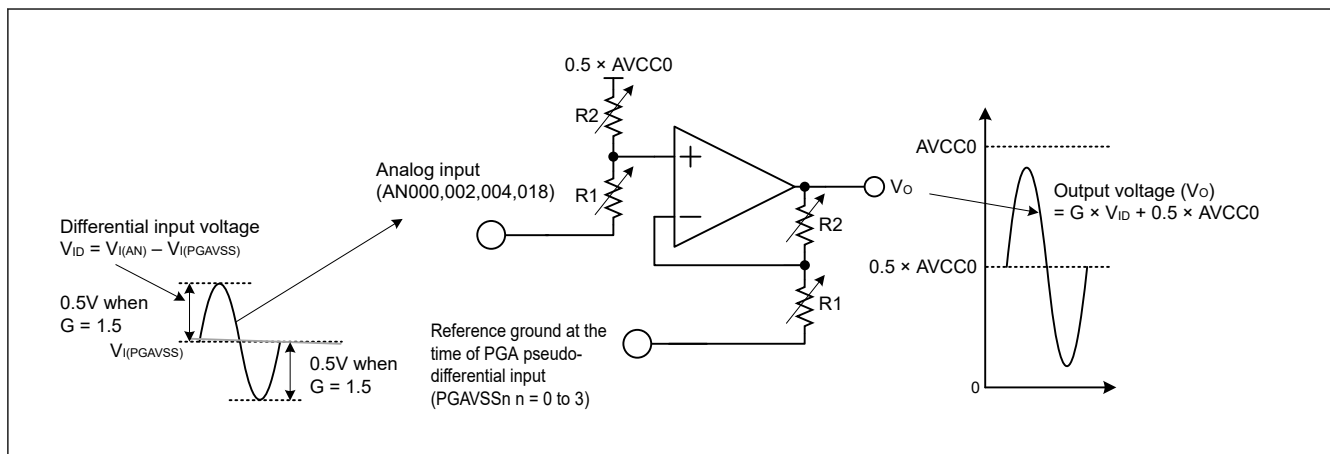 0.5 × AVCC0
R2
R1
Analog input
(AN000,002,004,018)
Differential input voltage
VID = VI(AN) – VI(PGAVSS)
0.5V when
G = 1.5
VI(PGAVSS)
0.5V when
G = 1.5
+
–
VO
R2
R1
Reference ground at the
time of PGA pseudo-
differential input
(PGAVSSn n = 0 to 3)
AVCC0
Output voltage (VO)
= G × VID + 0.5 × AVCC0
0.5 × AVCC0
0